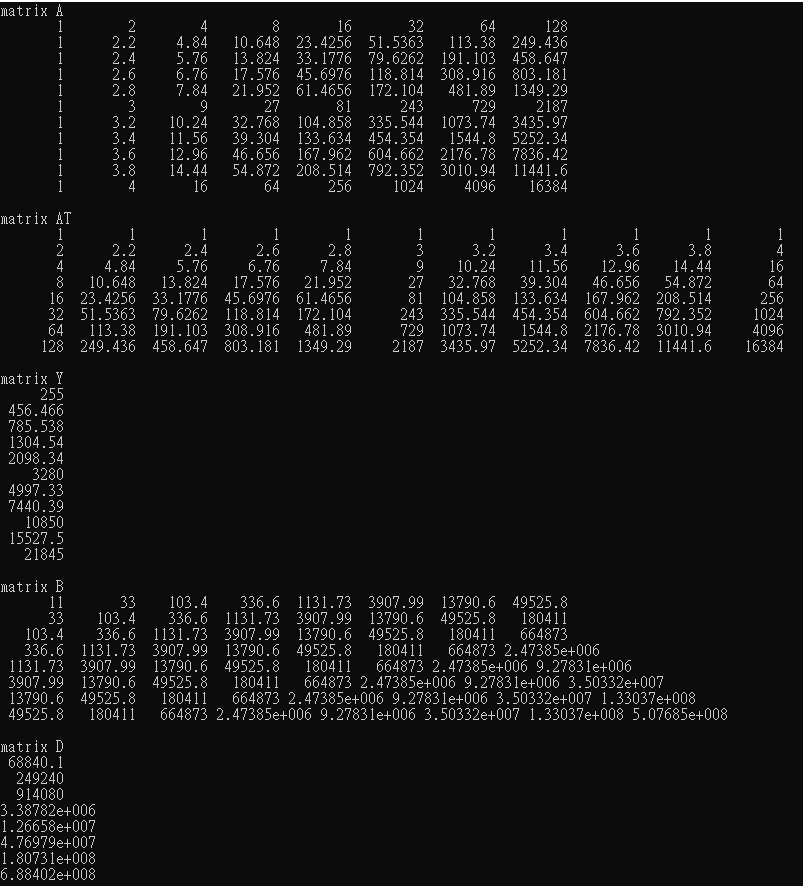 matrix A
1 2 4 8 16 32 64 128
1 2.2 4.84 10.648 23.4256 51.5363 113.38 249.436
1 2.4 5.76 13.824 33.1776 79.6262 191.103 458.647
1 2.6 6.76 17.576 45.6976 118.814 308.916 803.181
1 2.8 7.84 21.952 61.4656 172.104 481.89 1349.29
1 3 9 27 81 243 729 2187
1 3.2 10.24 32.768 104.858 335.544 1073.74 3435.97
1 3.4 11.56 39.304 133.634 454.354 1544.8 5252.34
1 3.6 12.96 46.656 167.962 604.662 2176.78 7836.42
1 3.8 14.44 54.872 208.514 792.352 3010.94 11441.6
1 4 16 64 256 1024 4096 16384
matrix AT
1 1 1 1 1 1 1 1 1 1 1
2 2.2 2.4 2.6 2.8 3 3.2 3.4 3.6 3.8 4
4 4.84 5.76 6.76 7.84 9 10.24 11.56 12.96 14.44 16
8 10.648 13.824 17.576 21.952 27 32.768 39.304 46.656 54.872 64
16 23.4256 33.1776 45.6976 61.4656 81 104.858 133.634 167.962 208.514 256
32 51.5363 79.6262 118.814 172.104 243 335.544 454.354 604.662 792.352 1024
64 113.38 191.103 308.916 481.89 729 1073.74 1544.8 2176.78 3010.94 4096
128 249.436 458.647 803.181 1349.29 2187 3435.97 5252.34 7836.42 11441.6 16384
matrix Y
255
456.466
785.538
1304.54
2098.34
3280
4997.33
7440.39
10850
15527.5
21845
matrix B
11 33 103.4 336.6 1131.73 3907.99 13790.6 49525.8
33 103.4 336.6 1131.73 3907.99 13790.6 49525.8 180411
103.4 336.6 1131.73 3907.99 13790.6 49525.8 180411 664873
336.6 1131.73 3907.99 13790.6 49525.8 180411 664873 2.47385e+006
1131.73 3907.99 13790.6 49525.8 180411 664873 2.47385e+006 9.27831e+006
3907.99 13790.6 49525.8 180411 664873 2.47385e+006 9.27831e+006 3.50332e+007
13790.6 49525.8 180411 664873 2.47385e+006 9.27831e+006 3.50332e+007 1.33037e+008
49525.8 180411 664873 2.47385e+006 9.27831e+006 3.50332e+007 1.33037e+008 5.07685e+008
matrix D
68840.1
249240
914080
3.38782e+006
1.26658e+007
4.76979e+007
1.80731e+008
6.88402e+008